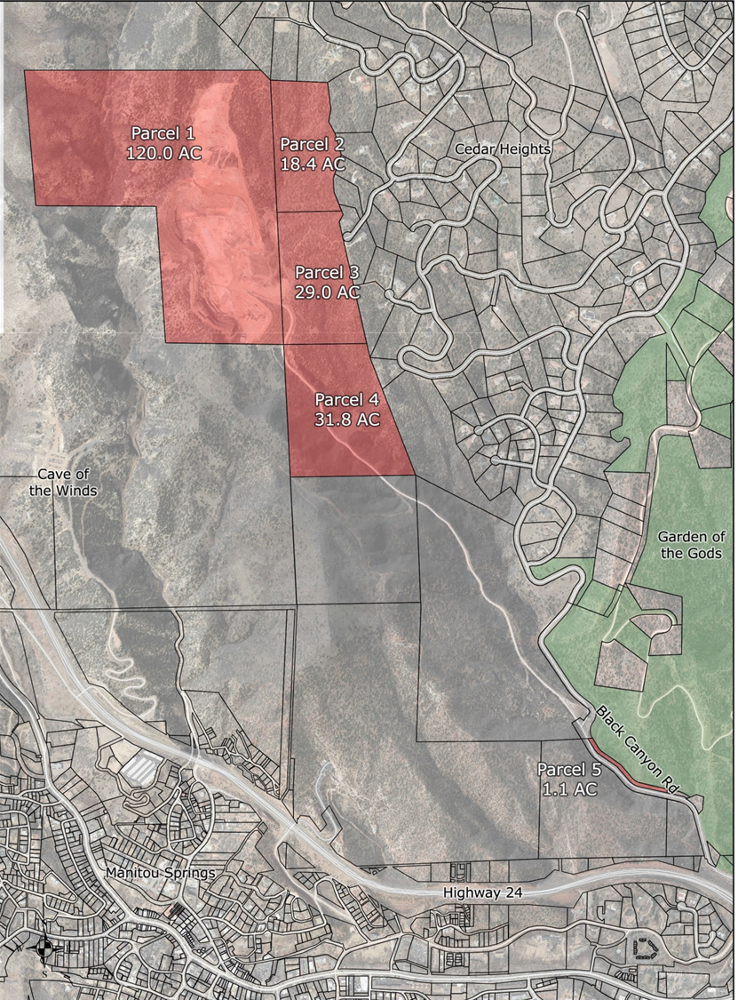 Parcel 1
120.0 AC
Parcel 2
18.4 AC
Cedar Heights
Parcel 3
29.0 AC
Parcel 4
31.8 AC
Cave of
the Winds
Garden of
the Gods
Black Canyon Rd
Parcel 5
1.1 AC
Manitou Springs
Highway 24
W
S